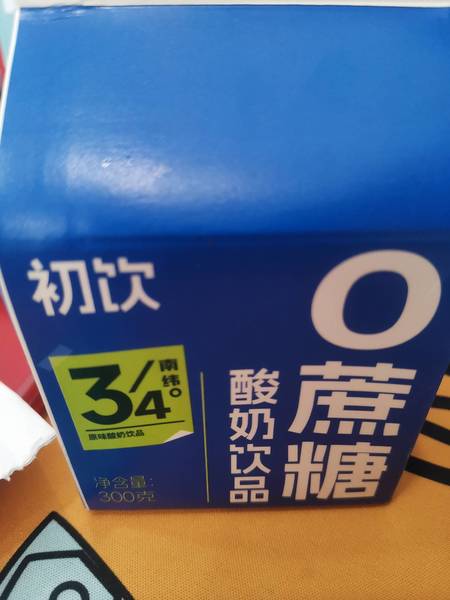 初饮
3/4°
南纬
原味酸奶饮品
净含量:
300克
酸奶饮品
0蔗糖